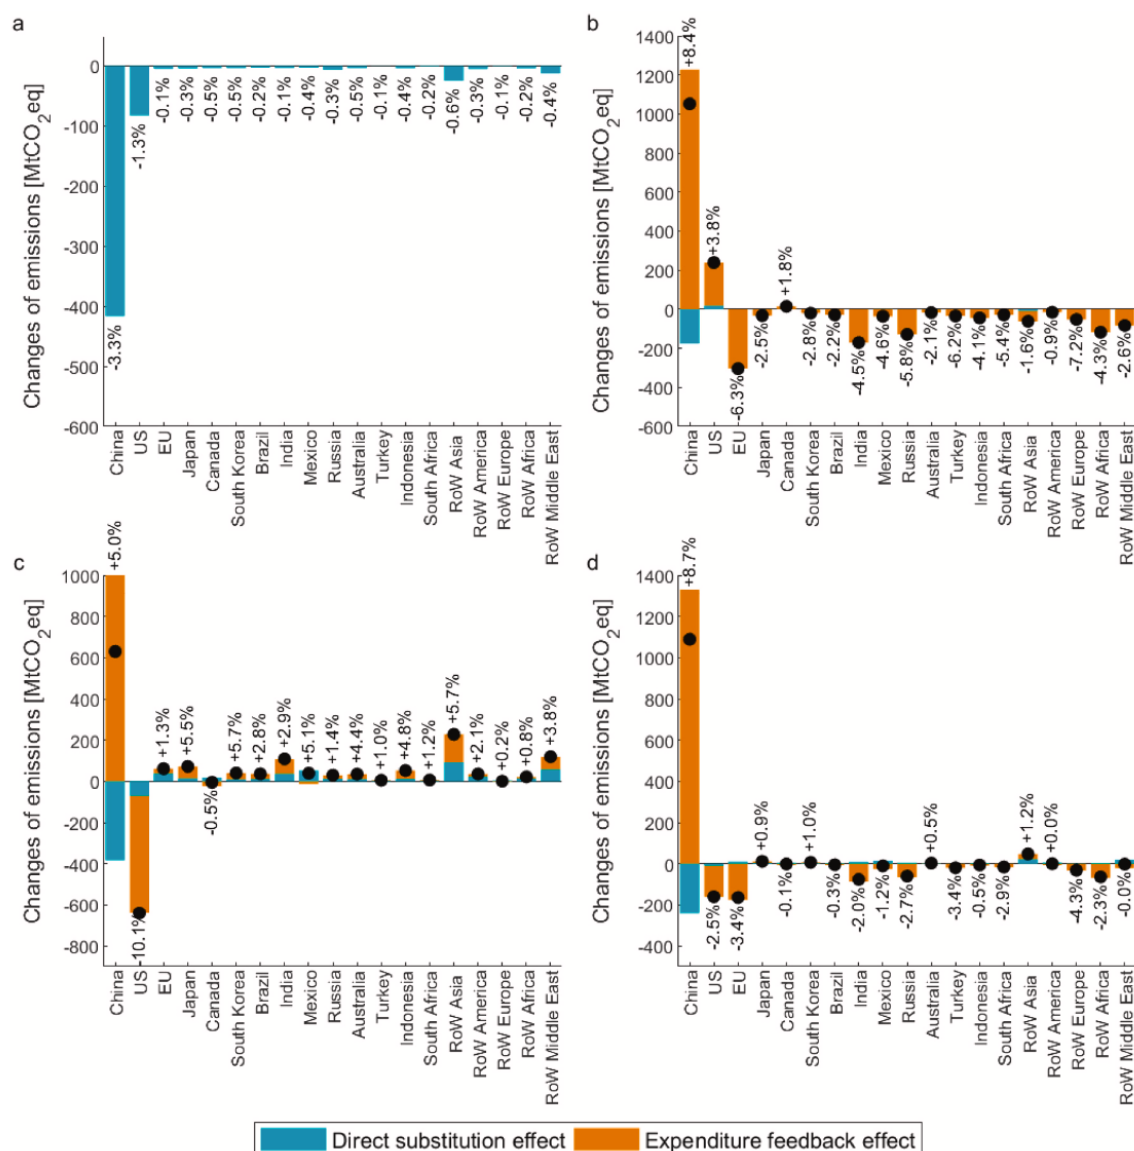 a
0
-100
-200
-300
-400
-500
-600
Changes of emissions [MtCO2eq]
-3.3%
-1.3%
-0.1%
-0.3%
-0.5%
-0.5%
-0.2%
-0.1%
-0.4%
-0.3%
-0.5%
-0.1%
-0.4%
-0.2%
-0.6%
-0.3%
-0.1%
-0.2%
-0.4%
China
US
EU
Japan
Canada
South Korea
Brazil
India
Mexico
Russia
Australia
Turkey
Indonesia
South Africa
RoW Asia
RoW America
RoW Europe
RoW Africa
RoW Middle East
b
1400
1200
1000
800
600
400
200
0
-200
-400
-600
Changes of emissions [MtCO2eq]
+8.4%
+3.8%
-6.3%
-2.5%
+1.8%
-2.8%
-2.2%
-4.5%
-4.6%
-5.8%
-2.1%
-6.2%
-4.1%
-5.4%
-1.6%
-0.9%
-7.2%
-4.3%
-2.6%
China
US
EU
Japan
Canada
South Korea
Brazil
India
Mexico
Russia
Australia
Turkey
Indonesia
South Africa
RoW Asia
RoW America
RoW Europe
RoW Africa
RoW Middle East
c
1000
800
600
400
200
0
-200
-400
-600
-800
Changes of emissions [MtCO2eq]
+5.0%
-10.1%
+1.3%
+5.5%
-0.5%
+5.7%
+2.8%
+2.9%
+5.1%
+1.4%
+4.4%
+1.0%
+4.8%
+1.2%
+5.7%
+2.1%
+0.2%
+0.8%
+3.8%
China
US
EU
Japan
Canada
South Korea
Brazil
India
Mexico
Russia
Australia
Turkey
Indonesia
South Africa
RoW Asia
RoW America
RoW Europe
RoW Africa
RoW Middle East
d
1400
1200
1000
800
600
400
200
0
-200
-400
Changes of emissions [MtCO2eq]
+8.7%
-2.5%
-3.4%
+0.9%
-0.1%
+1.0%
-0.3%
-2.0%
-1.2%
-2.7%
+0.5%
-3.4%
-0.5%
-2.9%
+1.2%
+0.0%
-4.3%
-2.3%
-0.0%
China
US
EU
Japan
Canada
South Korea
Brazil
India
Mexico
Russia
Australia
Turkey
Indonesia
South Africa
RoW Asia
RoW America
RoW Europe
RoW Africa
RoW Middle East
Direct substitution effect
Expenditure feedback effect